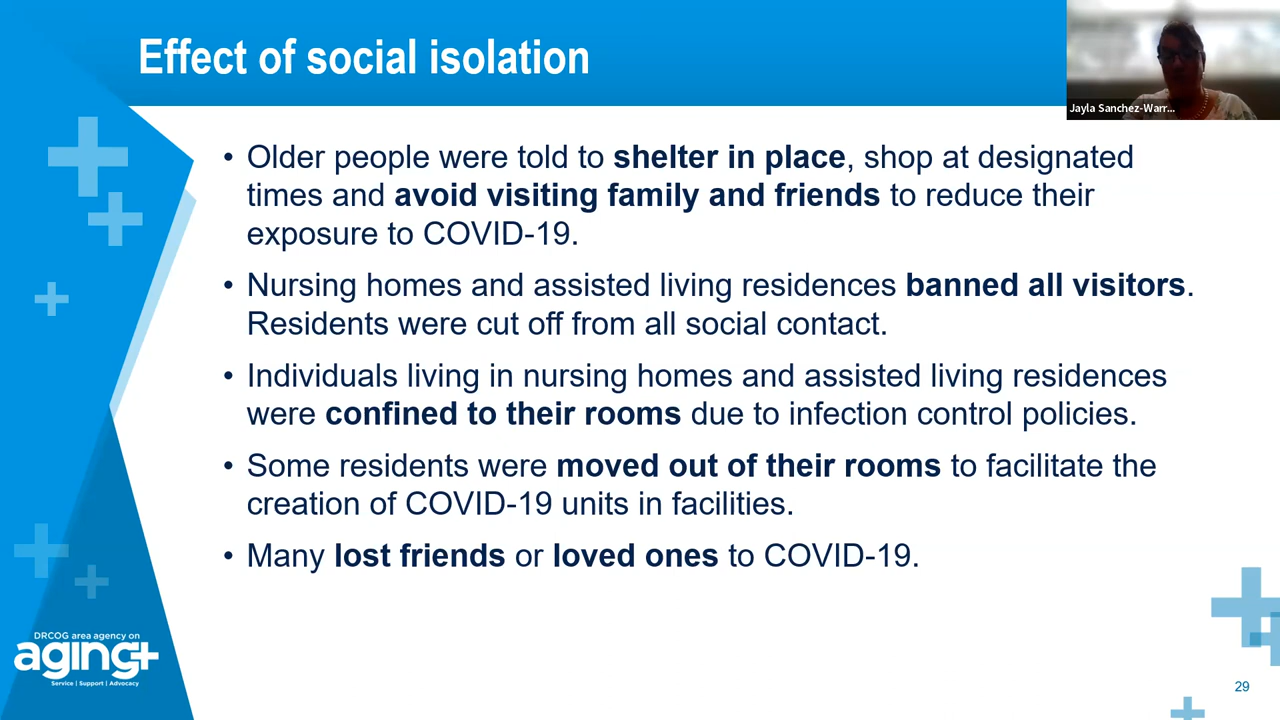 Effect of social isolation
Jayla Sanchez-Warr...
• Older people were told to shelter in place, shop at designated
times and avoid visiting family and friends to reduce their
exposure to COVID-19.
• Nursing homes and assisted living residences banned all visitors.
Residents were cut off from all social contact.
• Individuals living in nursing homes and assisted living residences
were confined to their rooms due to infection control policies.
• Some residents were moved out of their rooms to facilitate the
creation of COVID-19 units in facilities.
• Many lost friends or loved ones to COVID-19.
DRCOG area agency on
aging+
Service | Support | Advocacy
29